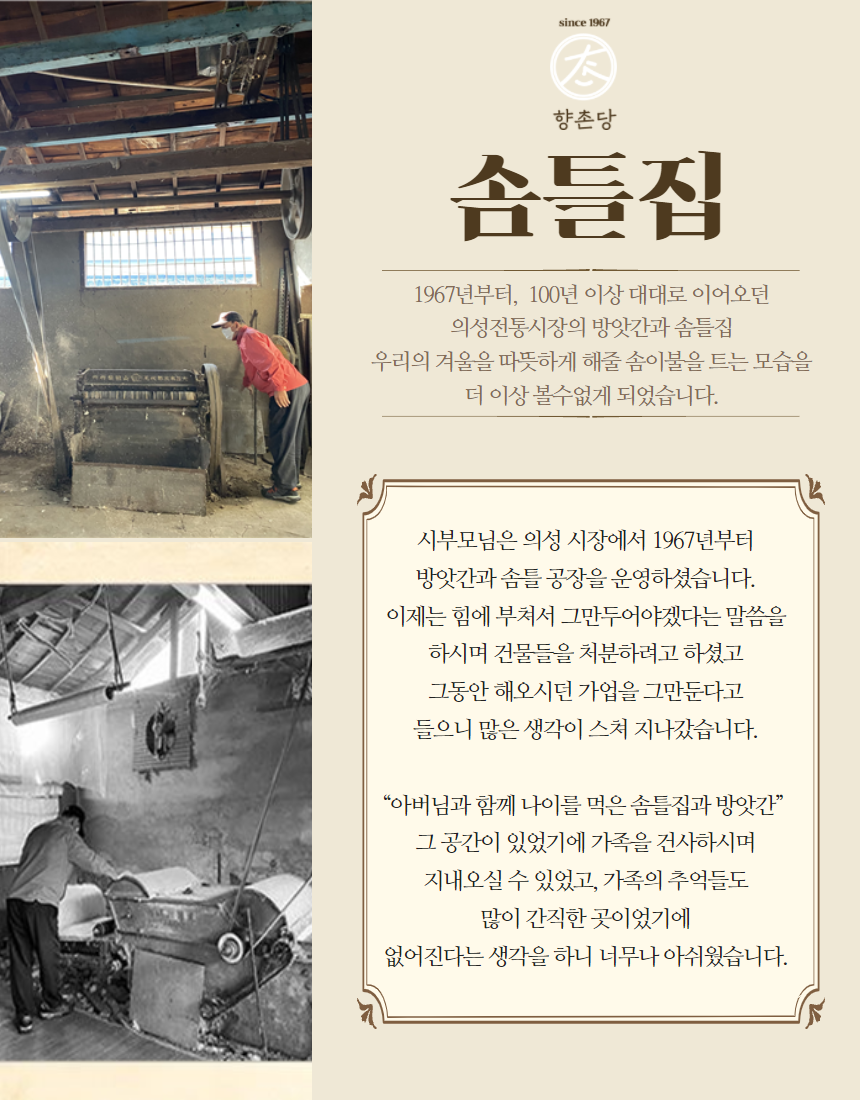 since 1967
향촌당
솜틀집
1967년부터, 100년 이상 대대로 이어오던
의성전통시장의 방앗간과 솜틀집
우리의 겨울을 따뜻하게 해줄 솜이불을 트는 모습을
더 이상 볼수없게 되었습니다.
시부모님은 의성 시장에서 1967년부터
방앗간과 솜틀 공장을 운영하셨습니다.
이제는 힘에 부쳐서 그만두어야겠다는 말씀을
하시며 건물들을 처분하려고 하셨고
그동안 해오시던 가업을 그만둔다고
들으니 많은 생각이 스쳐 지나갔습니다.
“아버님과 함께 나이를 먹은 솜틀집과 방앗간”
그 공간이 있었기에 가족을 건사하시며
지내오실 수 있었고, 가족의 추억들도
많이 간직한 곳이었기에
없어진다는 생각을 하니 너무나 아쉬웠습니다.